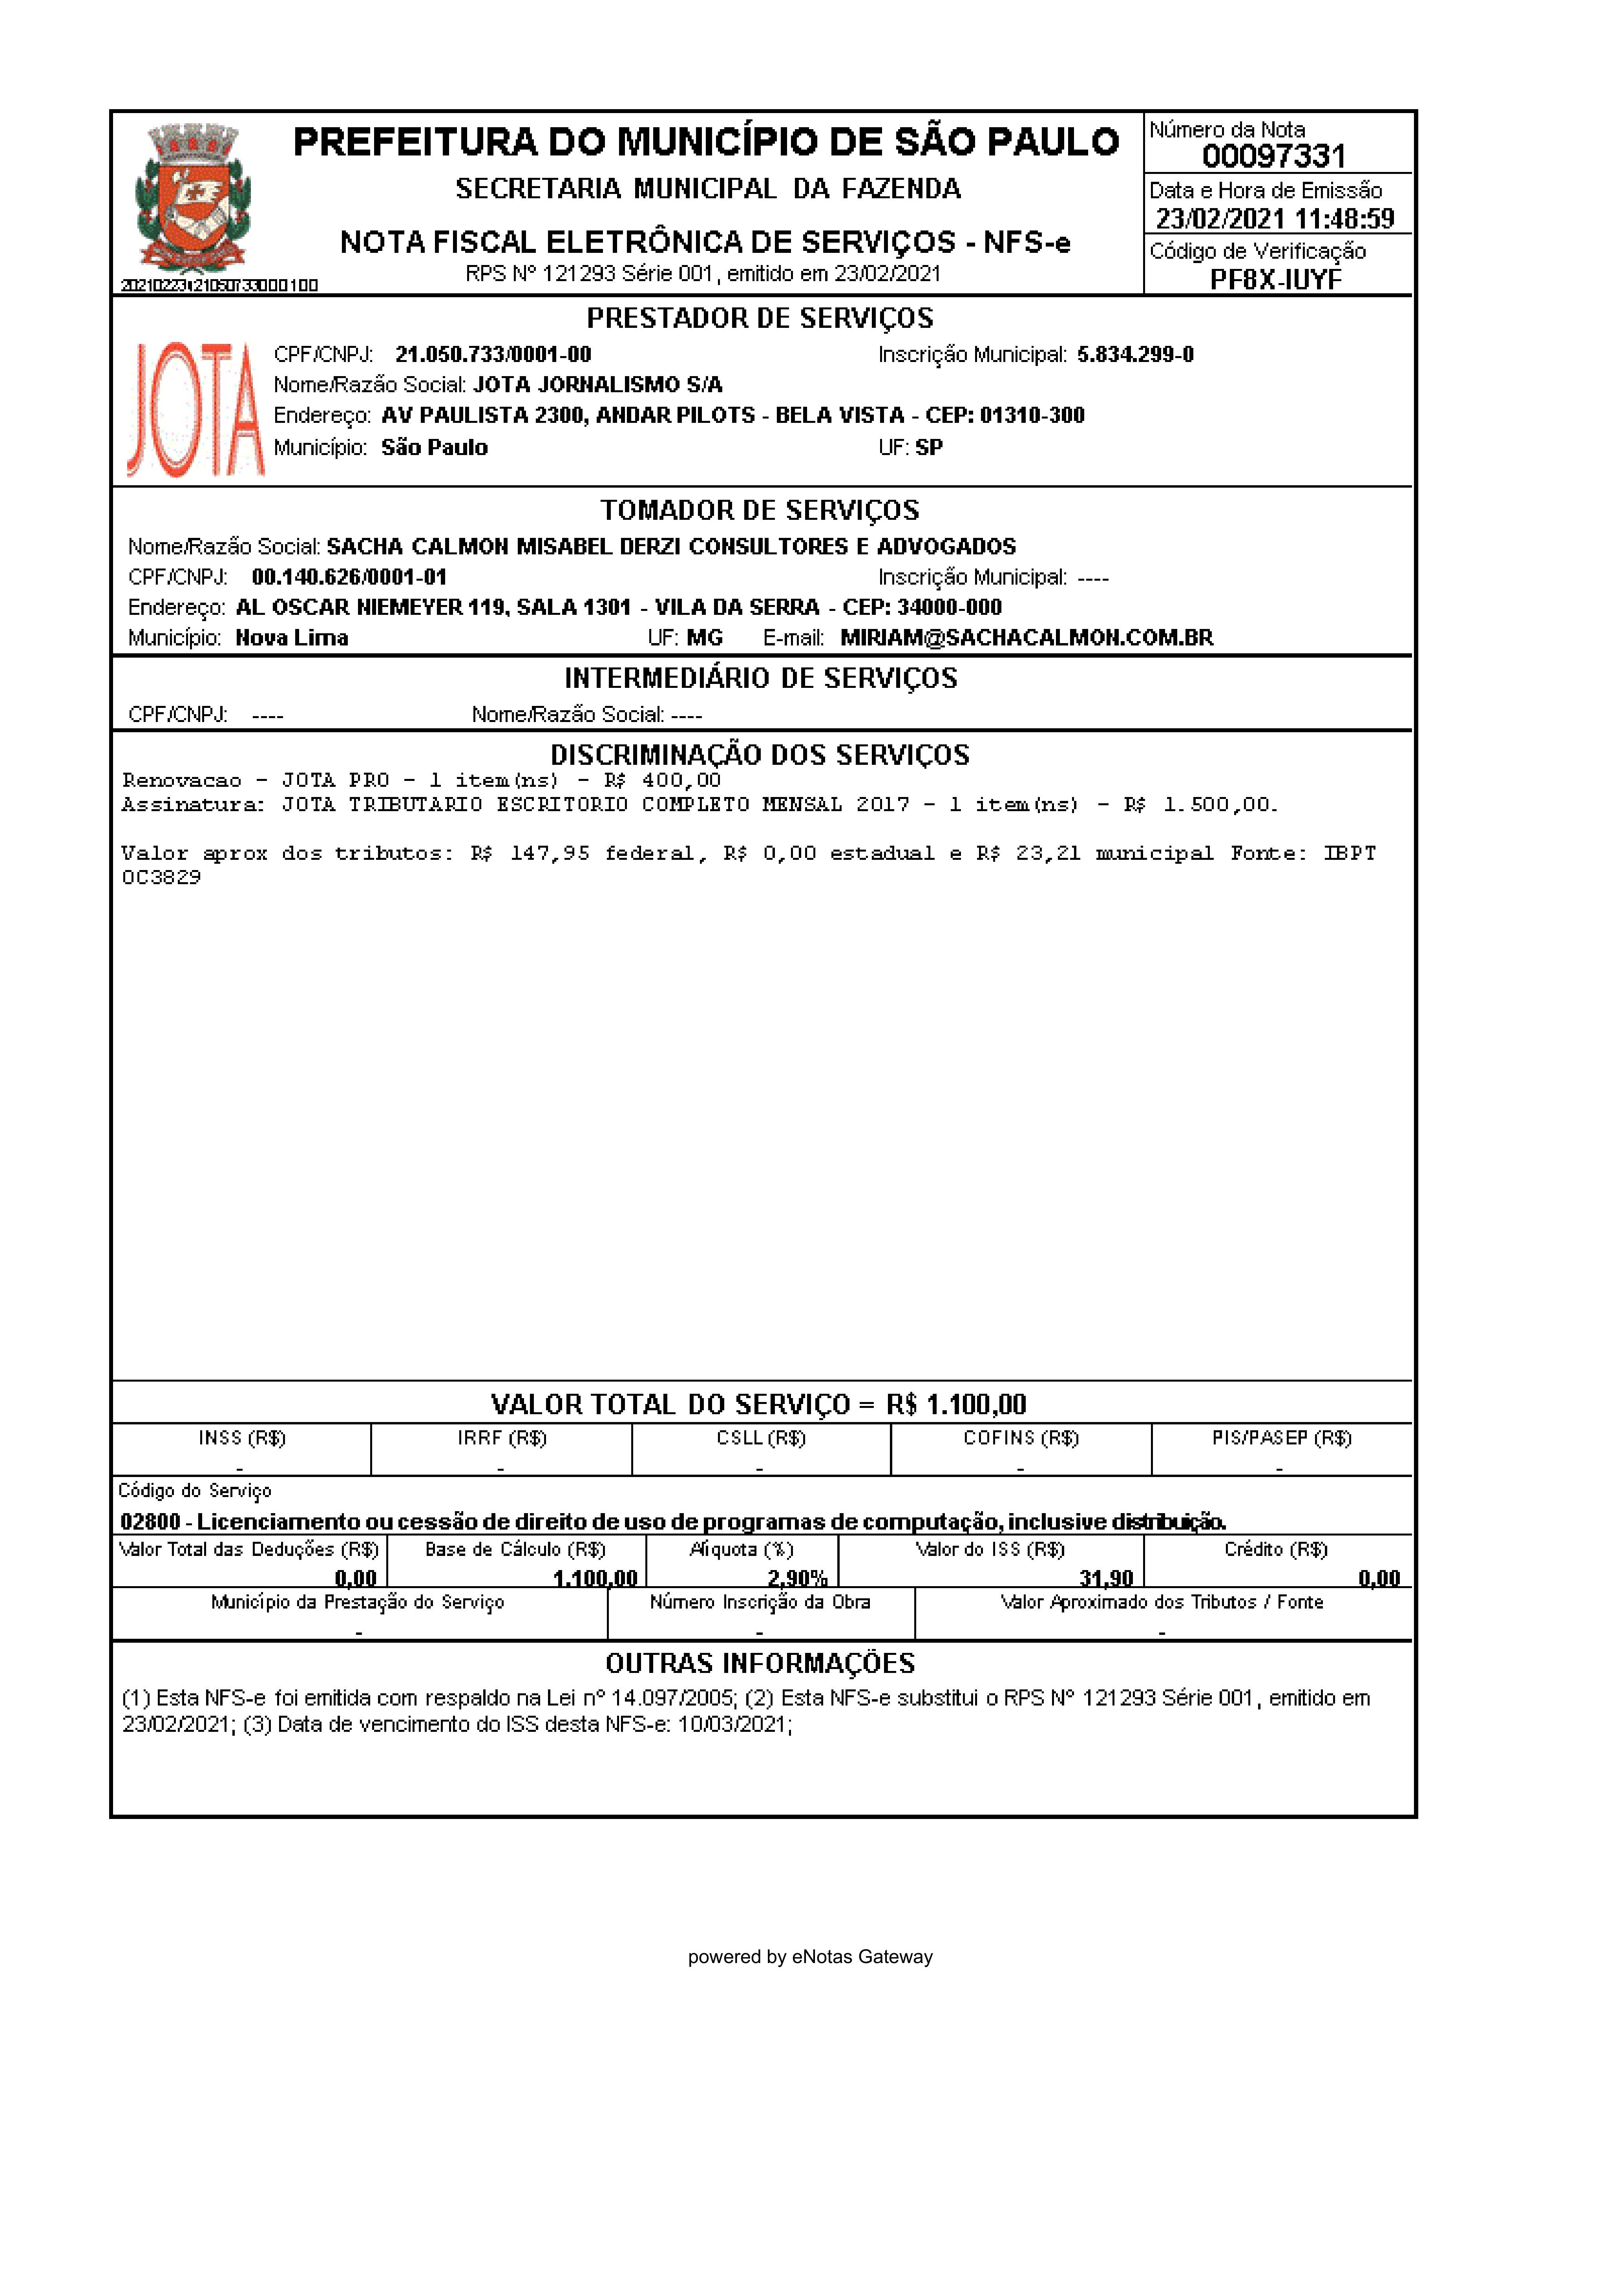 PREFEITURA DO MUNICÍPIO DE SÃO PAULO
SECRETARIA MUNICIPAL DA FAZENDA
NOTA FISCAL ELETRÔNICA DE SERVIÇOS - NFS-e
RPS Nº 121293 Série 001, emitido em 23/02/2021
Número da Nota
00097331
Data e Hora de Emissão
23/02/2021 11:48:59
Código de Verificação
PF8X-IUYF
PRESTADOR DE SERVIÇOS
JOTA
CPF/CNPJ: 21.050.733/0001-00 Inscrição Municipal: 5.834.299-0
Nome/Razão Social: JOTA JORNALISMO S/A
Endereço: AV PAULISTA 2300, ANDAR PILOTS - BELA VISTA - CEP: 01310-300
Município: São Paulo UF: SP
TOMADOR DE SERVIÇOS
Nome/Razão Social: SACHA CALMON MISABEL DERZI CONSULTORES E ADVOGADOS
CPF/CNPJ: 00.140.626/0001-01 Inscrição Municipal: ----
Endereço: AL OSCAR NIEMEYER 119, SALA 1301 - VILA DA SERRA - CEP: 34000-000
Município: Nova Lima UF: MG E-mail: MIRIAM@SACHACALMON.COM.BR
INTERMEDIÁRIO DE SERVIÇOS
CPF/CNPJ: ---- Nome/Razão Social: ----
DISCRIMINAÇÃO DOS SERVIÇOS
Renovacao - JOTA PRO - 1 item(ns) - R$ 400,00
Assinatura: JOTA TRIBUTARIO ESCRITORIO COMPLETO MENSAL 2017 - 1 item(ns) - R$ 1.500,00.
Valor aprox dos tributos: R$ 147,95 federal, R$ 0,00 estadual e R$ 23,21 municipal Fonte: IBPT
0C3829
VALOR TOTAL DO SERVIÇO = R$ 1.100,00
INSS (R$) IRRF (R$) CSLL (R$) COFINS (R$) PIS/PASEP (R$)
- - - - -
Código do Serviço
02800 - Licenciamento ou cessão de direito de uso de programas de computação, inclusive distribuição.
Valor Total das Deduções (R$) Base de Cálculo (R$) Alíquota (%) Valor do ISS (R$) Crédito (R$)
0,00 1.100,00 2,90% 31,90 0,00
Município da Prestação do Serviço Número Inscrição da Obra Valor Aproximado dos Tributos / Fonte
- - -
OUTRAS INFORMAÇÕES
(1) Esta NFS-e foi emitida com respaldo na Lei nº 14.097/2005; (2) Esta NFS-e substitui o RPS Nº 121293 Série 001, emitido em
23/02/2021; (3) Data de vencimento do ISS desta NFS-e: 10/03/2021;
powered by eNotas Gateway